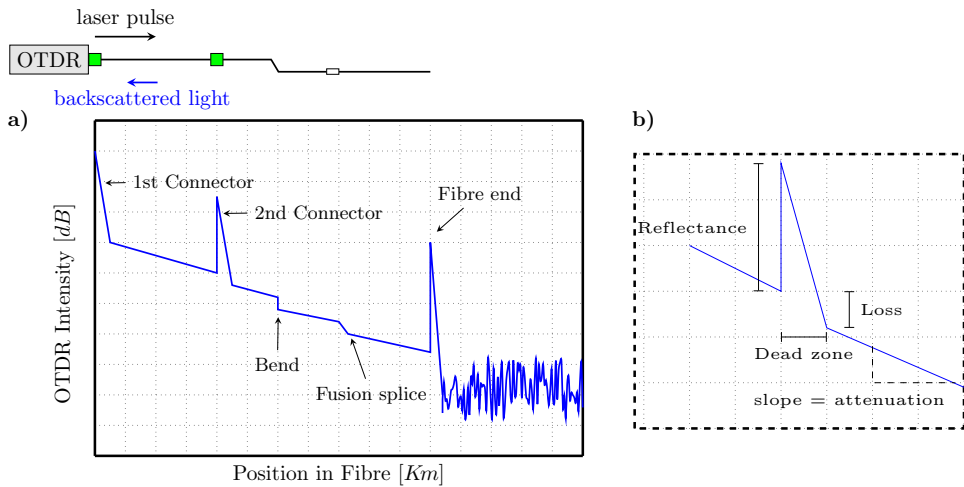 laser pulse
OTDR
backscattered light
a)
1st Connector
2nd Connector
Fibre end
Bend
Fusion splice
OTDR Intensity [dB]
Position in Fibre [Km]
b)
Reflectance
Loss
Dead zone
slope = attenuation